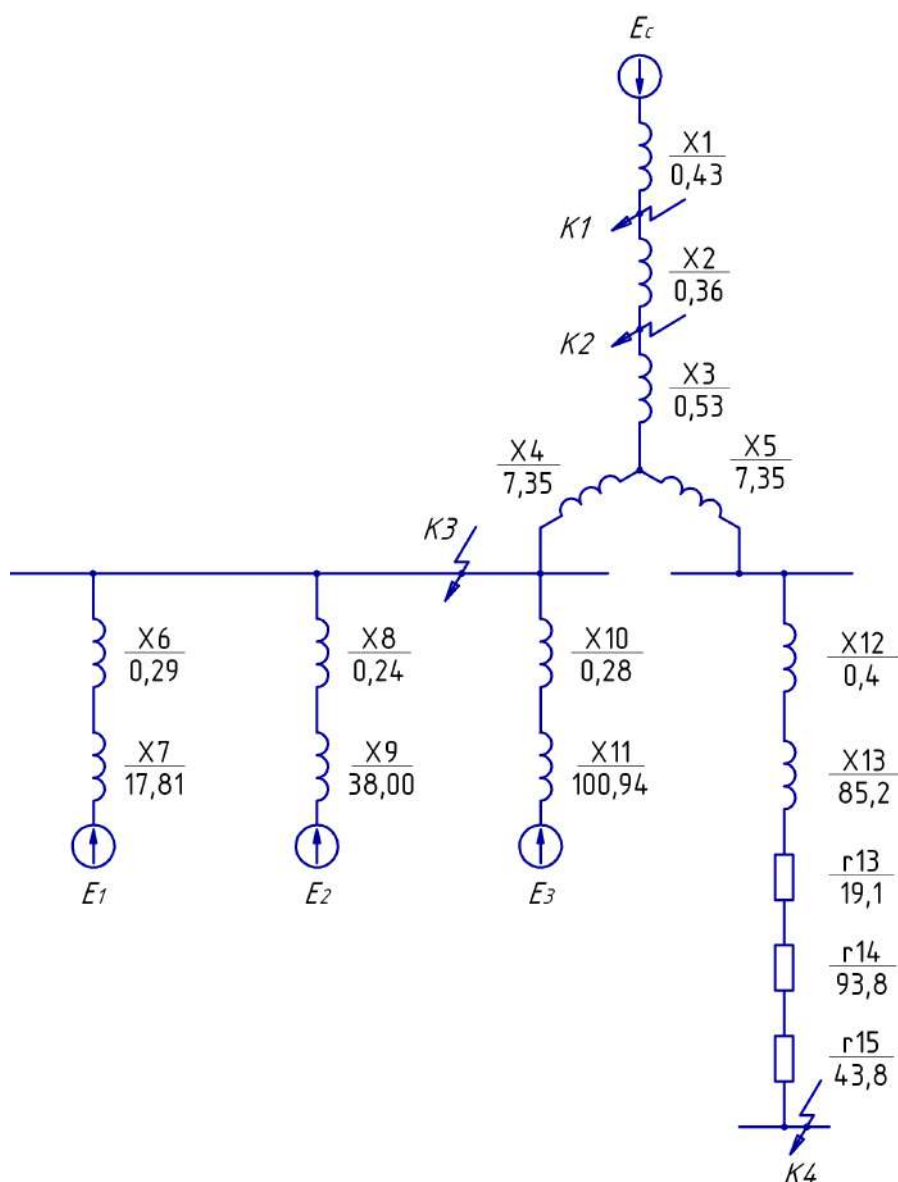 Eс
X1
0,43
K1
X2
0,36
K2
X3
0,53
X4
7,35
X5
7,35
K3
X6
0,29
X8
0,24
X10
0,28
X12
0,4
X7
17,81
X9
38,00
X11
100,94
X13
85,2
E1
E2
E3
r13
19,1
r14
93,8
r15
43,8
K4